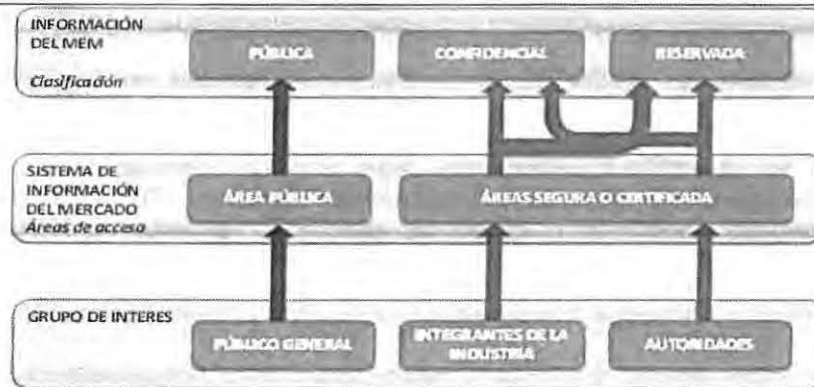 INFORMACIÓN
DEL MEM
Clasificación
PÚBLICA
CONFIDENCIAL
RESERVADA
SISTEMA DE
INFORMACIÓN
DEL MERCADO
Áreas de acceso
ÁREA PÚBLICA
ÁREAS SEGURA O CERTIFICADA
GRUPO DE INTERES
PÚBLICO GENERAL
INTEGRANTES DE LA
INDUSTRIA
AUTORIDADES